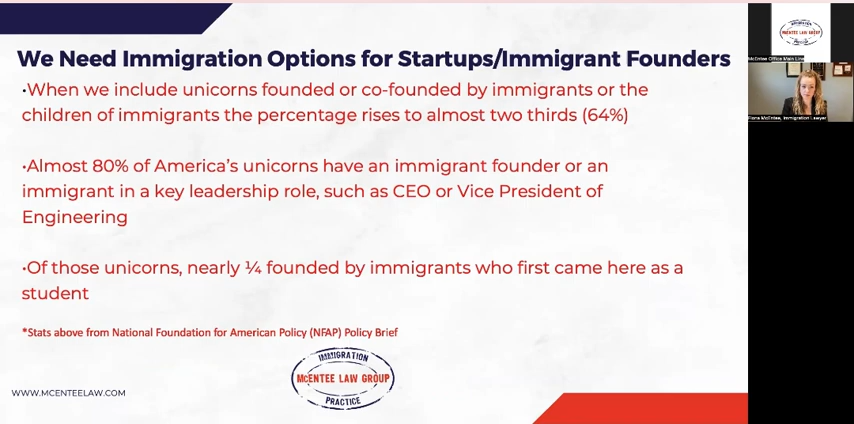 We Need Immigration Options for Startups/Immigrant Founders
•When we include unicorns founded or co-founded by immigrants or the
children of immigrants the percentage rises to almost two thirds (64%)
•Almost 80% of America's unicorns have an immigrant founder or an
immigrant in a key leadership role, such as CEO or Vice President of
Engineering
•Of those unicorns, nearly ¼ founded by immigrants who first came here as a
student
*Stats above from National Foundation for American Policy (NFAP) Policy Brief
IMMIGRATION
McENTEE LAW GROUP
PRACTICE
WWW.MCENTEELAW.COM
IMMIGRATION
McENTEE LAW GROUP
PRACTICE
McEntee Office Main Line
Fiona McEntee, Immigration Lawyer